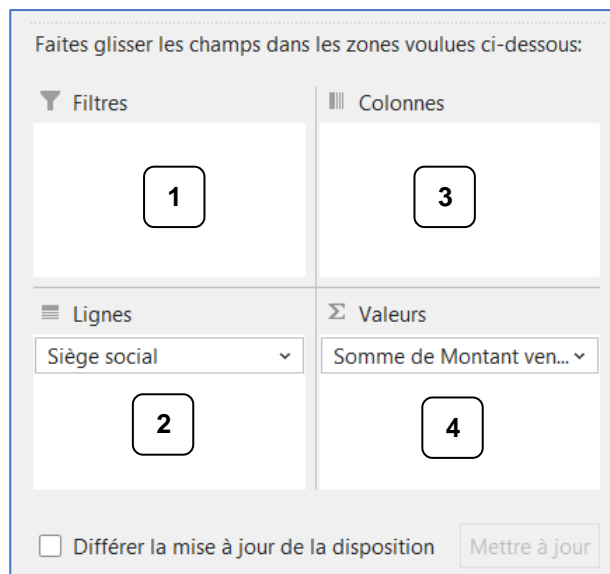 Faites glisser les champs dans les zones voulues ci-dessous:
Filtres
Colonnes
1
3
Lignes
Σ Valeurs
Siège social
Somme de Montant ven...
2
4
Différer la mise à jour de la disposition
Mettre à jour